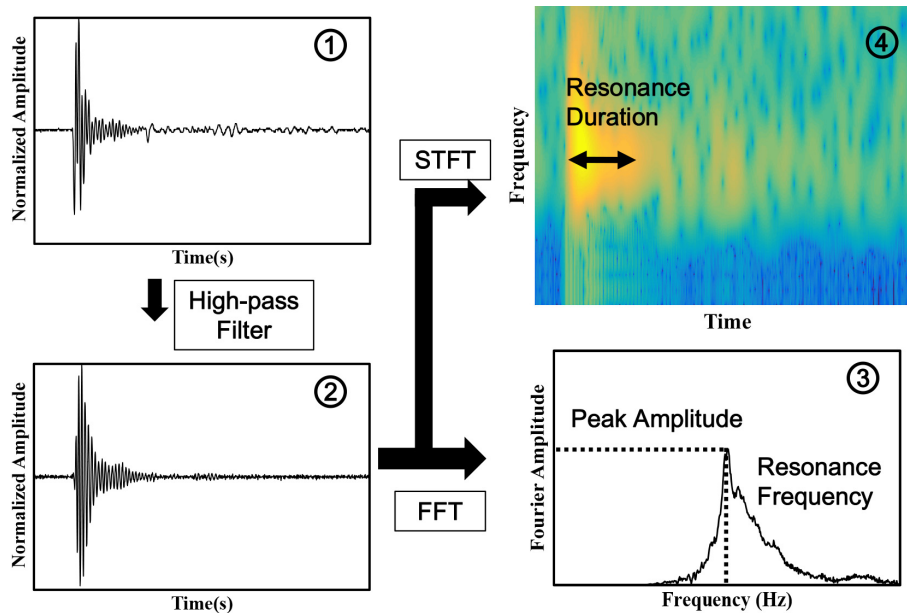 ①
Normalized Amplitude
Time(s)
High-pass
Filter
②
Normalized Amplitude
Time(s)
STFT
FFT
④
Resonance
Duration
Frequency
Time
③
Peak Amplitude
Resonance
Frequency
Fourier Amplitude
Frequency (Hz)